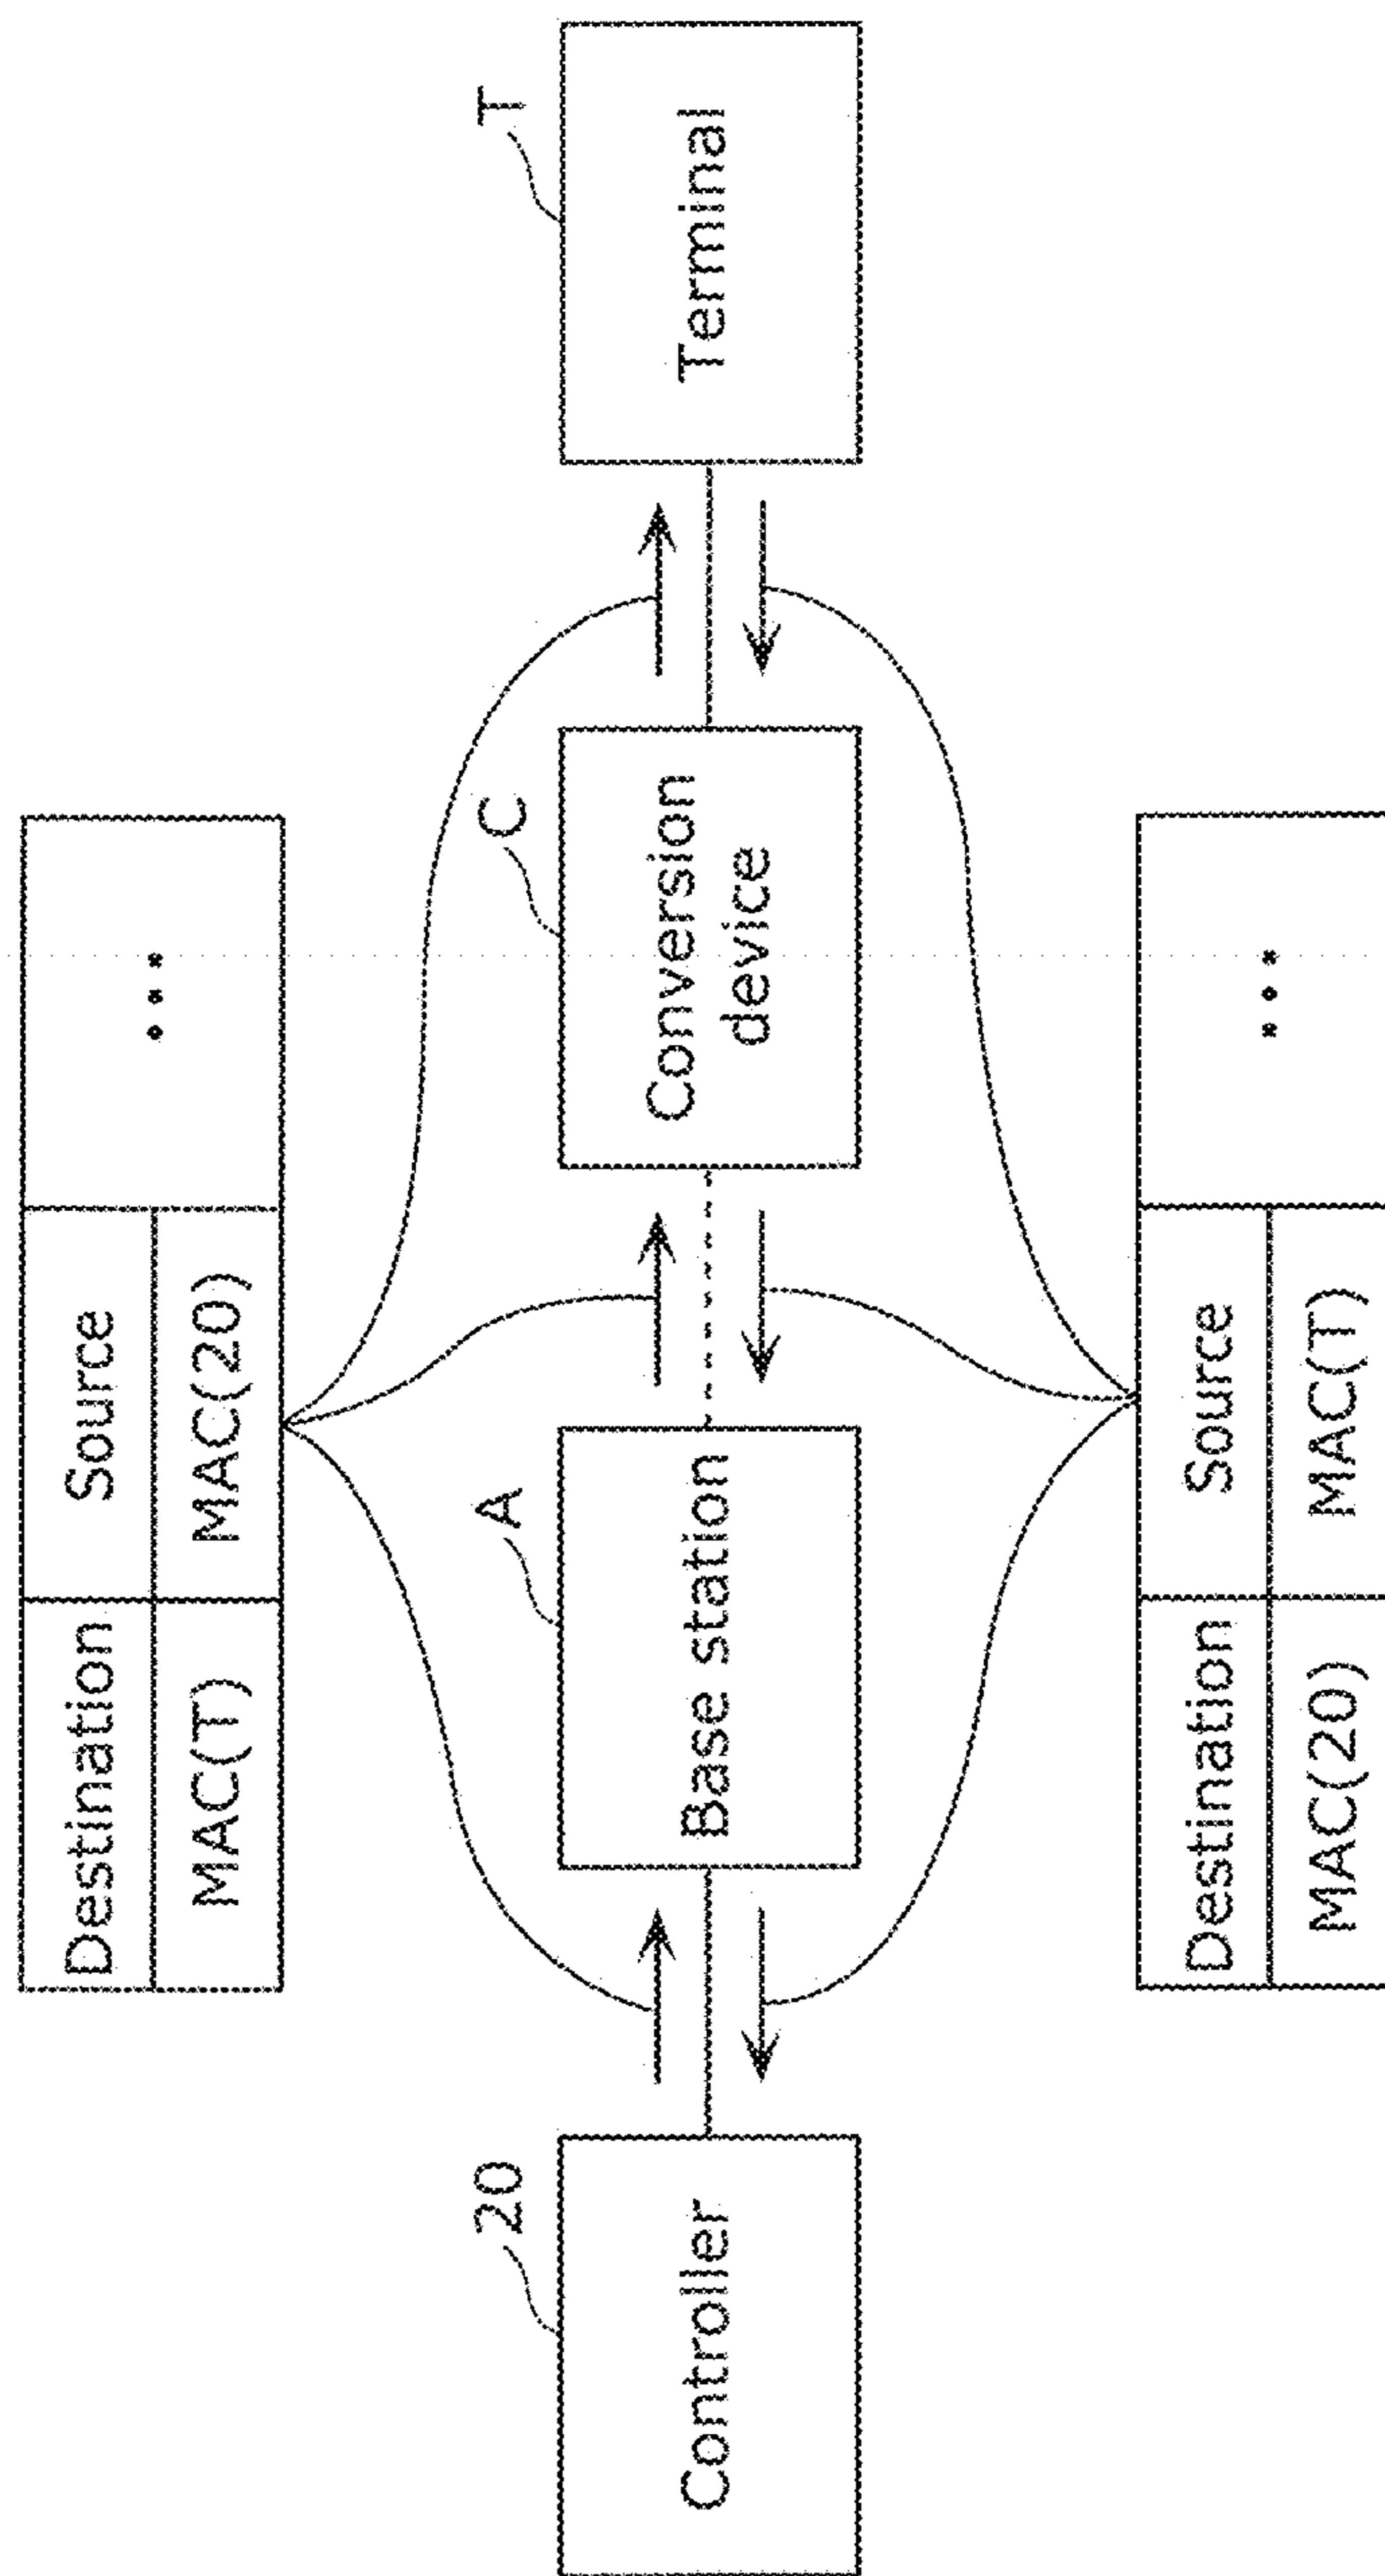 Destination Source ...
MAC(T) MAC(20)
20 A C T
Controller Base station Conversion
device Terminal
Destination Source ...
MAC(20) MAC(T)